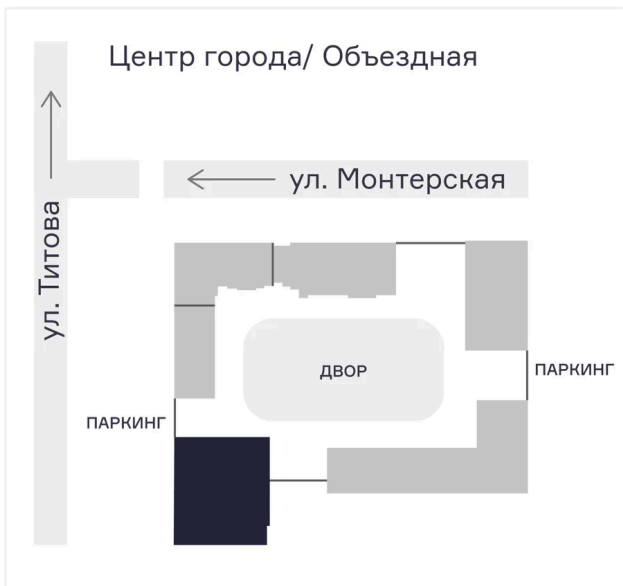 Центр города/ Объездная
ул. Монтерская
ул. Титова
ДВОР
ПАРКИНГ
ПАРКИНГ